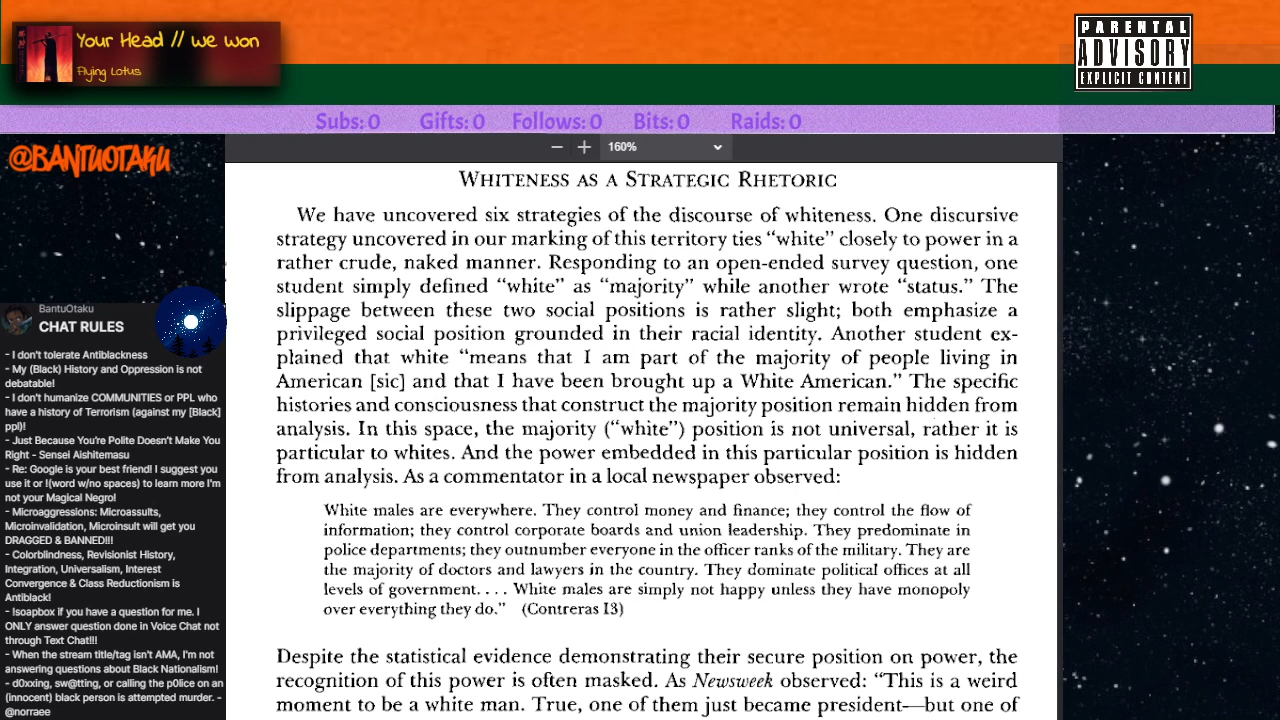 Your Head // we won
Flying Lotus
PARENTAL
ADVISORY
EXPLICIT CONTENT
Subs: 0 Gifts: 0 Follows: 0 Bits: 0 Raids: 0
@BANTUOTAKU
160%
WHITENESS AS A STRATEGIC RHETORIC
We have uncovered six strategies of the discourse of whiteness. One discursive
strategy uncovered in our marking of this territory ties “white” closely to power in a
rather crude, naked manner. Responding to an open-ended survey question, one
student simply defined “white” as “majority” while another wrote “status.” The
slippage between these two social positions is rather slight; both emphasize a
privileged social position grounded in their racial identity. Another student ex-
plained that white “means that I am part of the majority of people living in
American [sic] and that I have been brought up a White American.” The specific
histories and consciousness that construct the majority position remain hidden from
analysis. In this space, the majority (“white”) position is not universal, rather it is
particular to whites. And the power embedded in this particular position is hidden
from analysis. As a commentator in a local newspaper observed:
White males are everywhere. They control money and finance; they control the flow of
information; they control corporate boards and union leadership. They predominate in
police departments; they outnumber everyone in the officer ranks of the military. They are
the majority of doctors and lawyers in the country. They dominate political offices at all
levels of government. . . . White males are simply not happy unless they have monopoly
over everything they do.” (Contreras I3)
Despite the statistical evidence demonstrating their secure position on power, the
recognition of this power is often masked. As Newsweek observed: “This is a weird
moment to be a white man. True, one of them just became president—but one of
BantuOtaku
CHAT RULES
- I don't tolerate Antiblackness
- My (Black) History and Oppression is not
debatable!
- I don't humanize COMMUNITIES or PPL who
have a history of Terrorism (against my [Black]
ppl)!
- Just Because You're Polite Doesn't Make You
Right - Sensei Aishitemasu
- Re: Google is your best friend! I suggest you
use it or !(word w/no spaces) to learn more I'm
not your Magical Negro!
- Microaggressions: Microassults,
Microinvalidation, Microinsult will get you
DRAGGED & BANNED!!!
- Colorblindness, Revisionist History,
Integration, Universalism, Interest
Convergence & Class Reductionism is
Antiblack!
- !soapbox if you have a question for me. I
ONLY answer question done in Voice Chat not
through Text Chat!!!
- When the stream title/tag isn't AMA, I'm not
answering questions about Black Nationalism!
- d0xxing, sw@tting, or calling the p0lice on an
(innocent) black person is attempted murder. -
@norraee